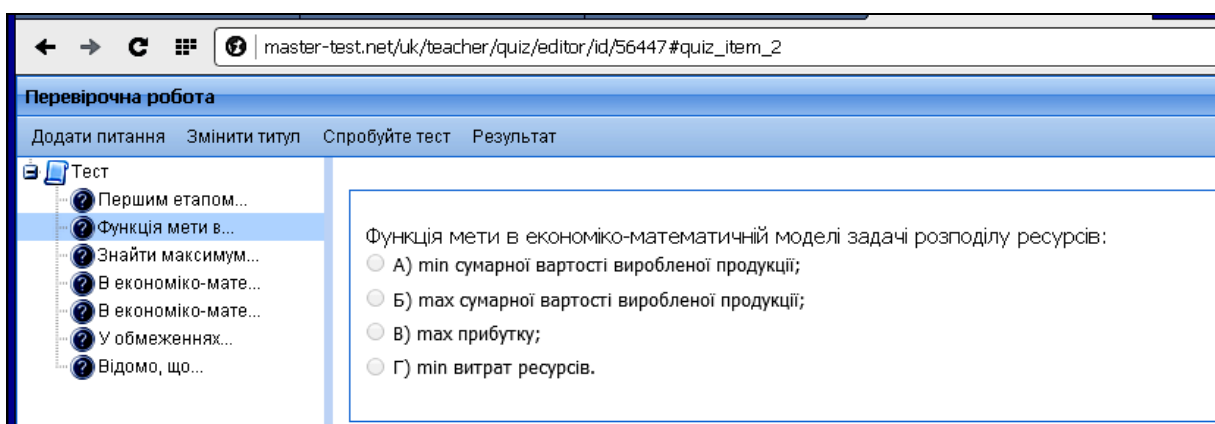 master-test.net/uk/teacher/quiz/editor/id/56447#quiz_item_2
Перевірочна робота
Додати питання Змінити титул Спробуйте тест Результат
Тест
Першим етапом...
Функція мети в...
Знайти максимум...
В економіко-мате...
В економіко-мате...
У обмеженнях...
Відомо, що...
Функція мети в економіко-математичній моделі задачі розподілу ресурсів:
А) min сумарної вартості виробленої продукції;
Б) max сумарної вартості виробленої продукції;
В) max прибутку;
Г) min витрат ресурсів.